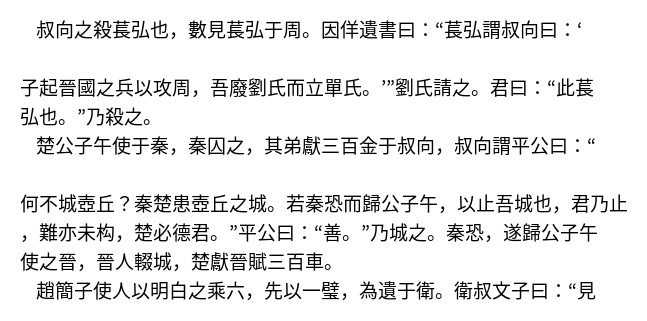 叔向之殺萇弘也，數見萇弘于周。因佯遺書曰：“萇弘謂叔向曰：‘
子起晉國之兵以攻周，吾廢劉氏而立單氏。’”劉氏請之。君曰：“此萇
弘也。”乃殺之。
楚公子午使于秦，秦囚之，其弟獻三百金于叔向，叔向謂平公曰：“
何不城壺丘？秦楚患壺丘之城。若秦恐而歸公子午，以止吾城也，君乃止
，難亦未构，楚必德君。”平公曰：“善。”乃城之。秦恐，遂歸公子午
使之晉，晉人輟城，楚獻晉賦三百車。
趙簡子使人以明白之乘六，先以一璧，為遺于衛。衛叔文子曰：“見